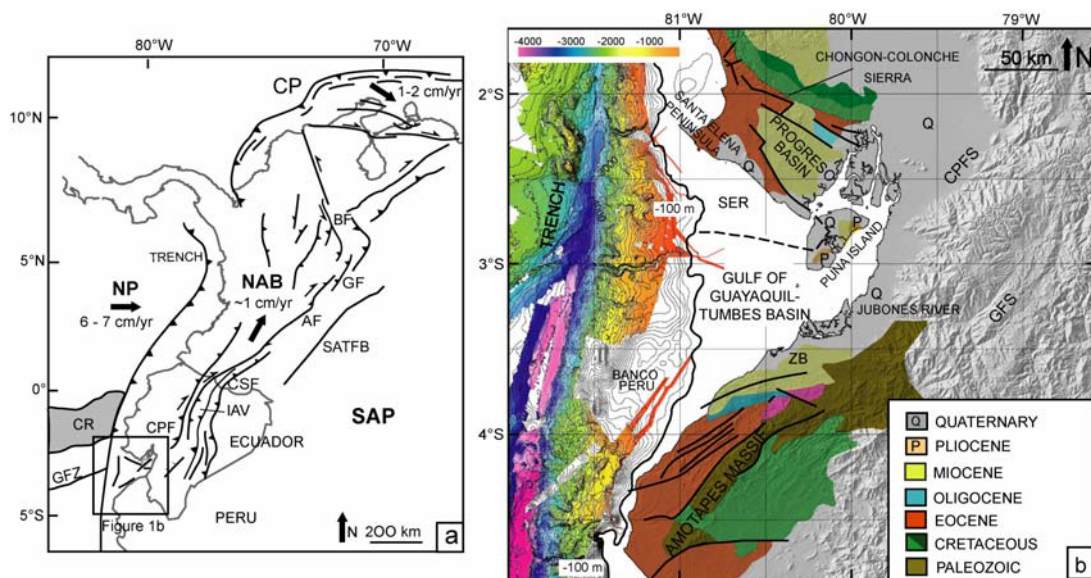 80°W
70°W
CP
1-2 cm/yr
10°N
BF
TRENCH
5°N
NP
NAB
~1 cm/yr
GF
6 - 7 cm/yr
AF
SATFB
0°
CSF
CR
IAV
SAP
CPF
ECUADOR
GFZ
Figure 1b
PERU
5°S
N
200 km
a
81°W
80°W
79°W
-4000 -3000 -2000 -1000
50 km
N
CHONGON-COLONCHE
SIERRA
2°S
SANTA ELENA
PENINSULA
PROGRESO
BASIN
Q
Q
CPFS
TRENCH
-100 m
SER
Q
P
P
PUNA ISLAND
3°S
GULF OF
GUAYAQUIL-
TUMBES BASIN
Q
JUBONES RIVER
GFS
ZB
BANCO
PERU
4°S
AMOTAPES MASSIF
-100 m
Q QUATERNARY
P PLIOCENE
MIOCENE
OLIGOCENE
EOCENE
CRETACEOUS
PALEOZOIC
b